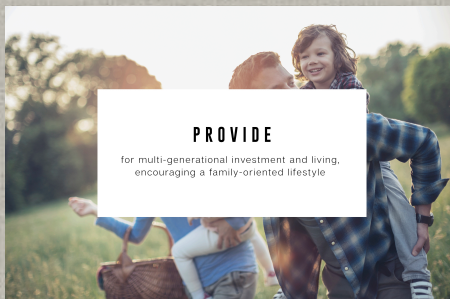 PROVIDE
for multi-generational investment and living,
encouraging a family-oriented lifestyle